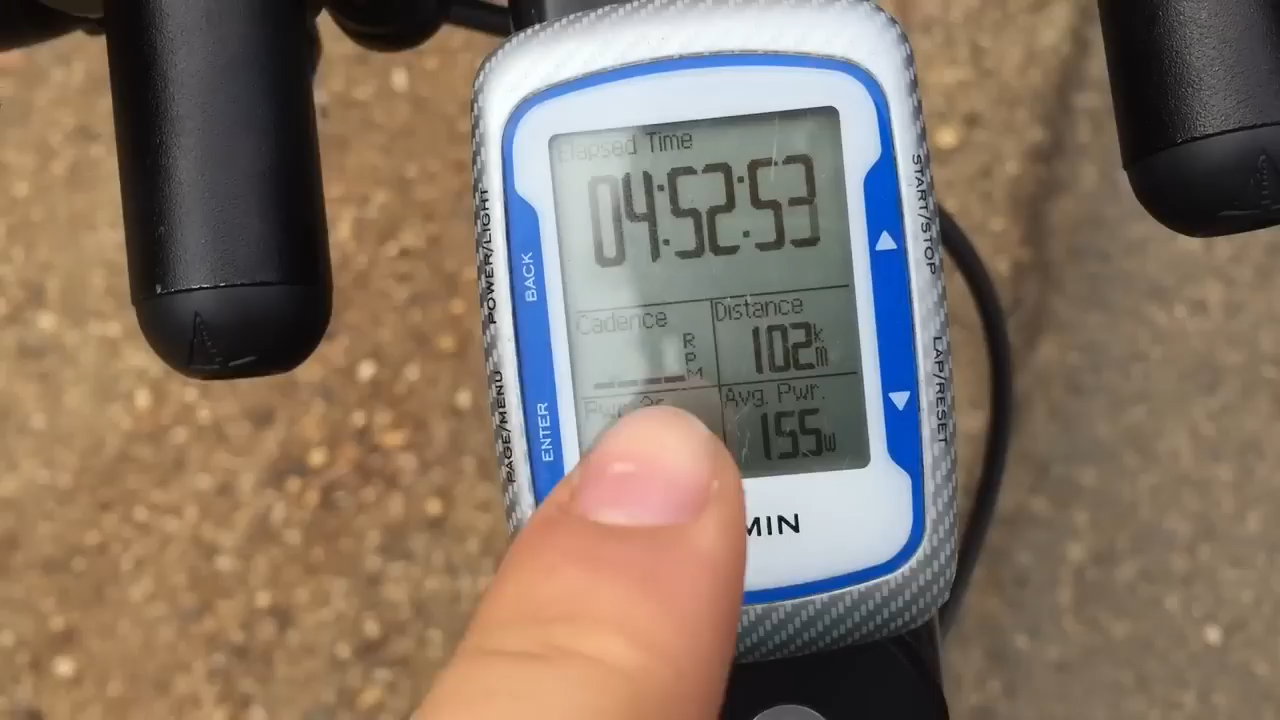 Elapsed Time
04:52:53
Cadence
RPM
Distance
102 km
Avg. Pwr.
155w
POWER/LIGHT
BACK
PAGE/MENU
ENTER
START/STOP
LAP/RESET
MIN